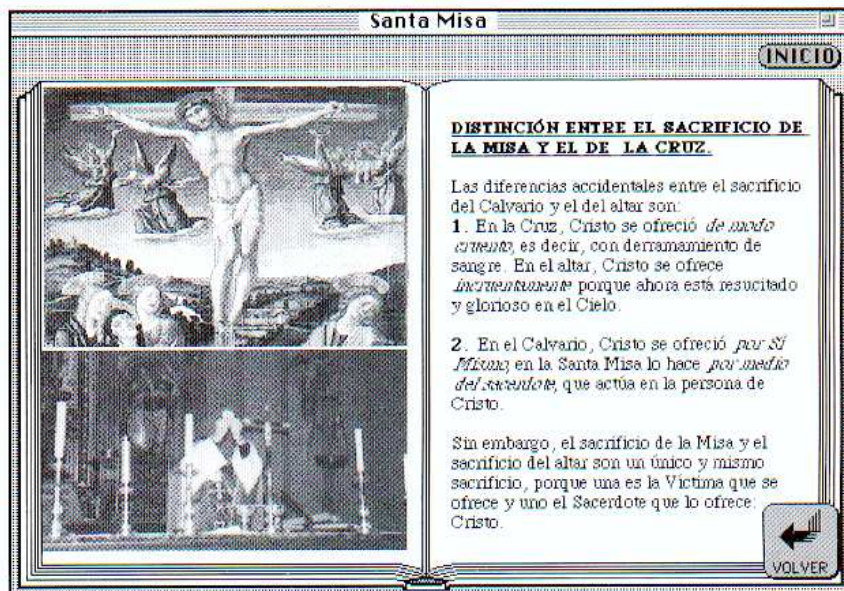 Santa Misa
INICIO
DISTINCIÓN ENTRE EL SACRIFICIO DE
LA MISA Y EL DE LA CRUZ.
Las diferencias accidentales entre el sacrificio
del Calvario y el del altar son:
1. En la Cruz, Cristo se ofreció de modo
cruento, es decir, con derramamiento de
sangre. En el altar, Cristo se ofrece
incruentamente porque ahora está resucitado
y glorioso en el Cielo.
2. En el Calvario, Cristo se ofreció por Sí
Mismo; en la Santa Misa lo hace por medio
del sacerdote, que actúa en la persona de
Cristo.
Sin embargo, el sacrificio de la Misa y el
sacrificio del altar son un único y mismo
sacrificio, porque una es la Víctima que se
ofrece y uno el Sacerdote que lo ofrece:
Cristo.
VOLVER